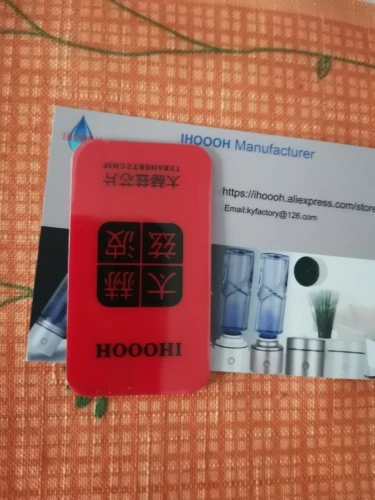 IHOOOH Manufacturer
https://ihoooh.aliexpress.com/store
Email:kyfactory@126.com
IHOOOH
太赫
兹波
太赫兹芯片
TERAHERTZ CHIP